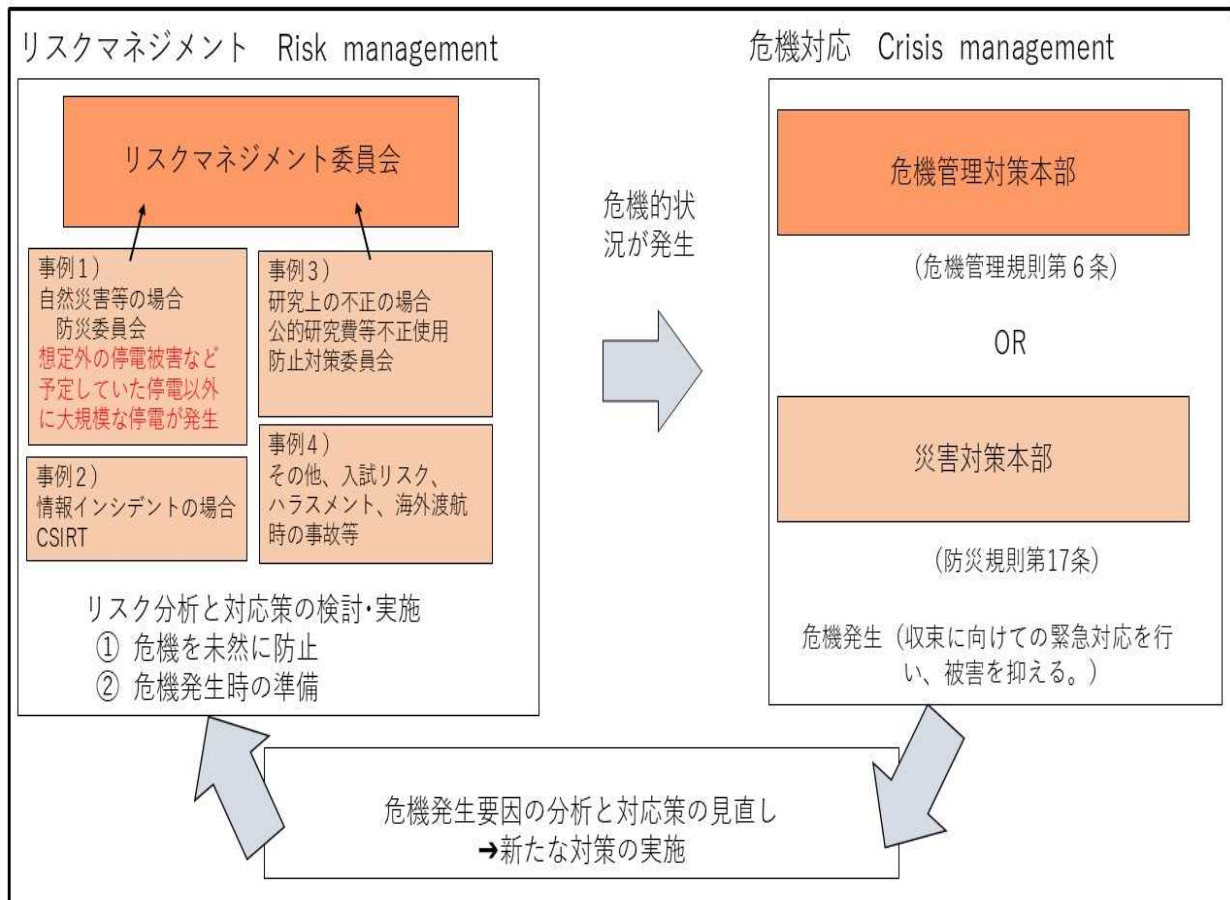 リスクマネジメント Risk management
リスクマネジメント委員会
事例1）
自然災害等の場合
防災委員会
想定外の停電被害など
予定していた停電以外
に大規模な停電が発生
事例2）
情報インシデントの場合
CSIRT
事例3）
研究上の不正の場合
公的研究費等不正使用
防止対策委員会
事例4）
その他、入試リスク、
ハラスメント、海外渡航
時の事故等
リスク分析と対応策の検討･実施
① 危機を未然に防止
② 危機発生時の準備
危機的状
況が発生
危機対応 Crisis management
危機管理対策本部
（危機管理規則第６条）
OR
災害対策本部
（防災規則第17条）
危機発生（収束に向けての緊急対応を行
い、被害を抑える。）
危機発生要因の分析と対応策の見直し
➔新たな対策の実施